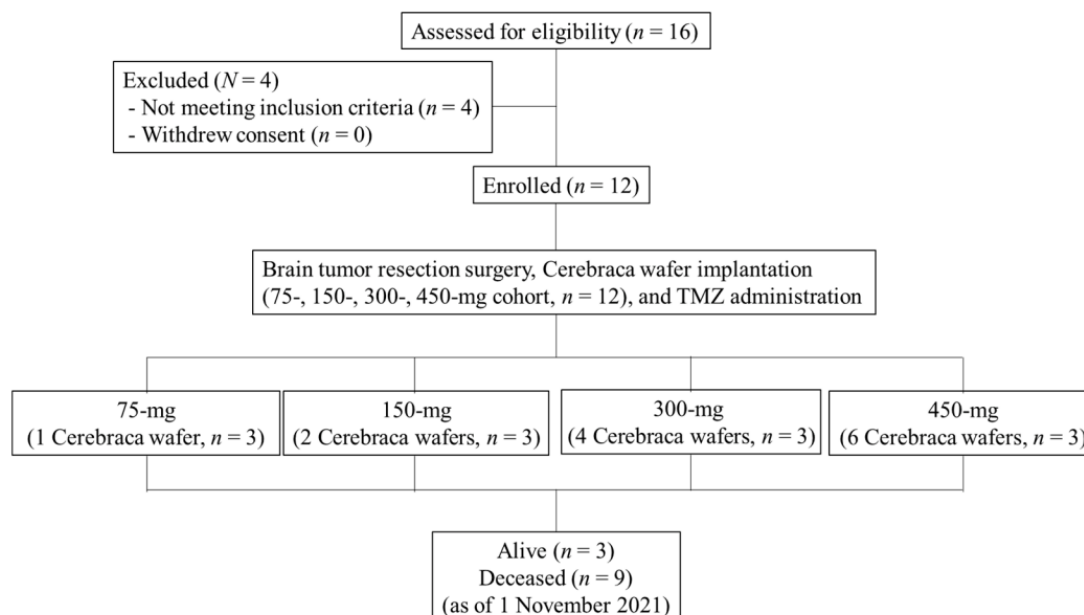 Assessed for eligibility (n = 16)
Excluded (N = 4)
- Not meeting inclusion criteria (n = 4)
- Withdrew consent (n = 0)
Enrolled (n = 12)
Brain tumor resection surgery, Cerebraca wafer implantation
(75-, 150-, 300-, 450-mg cohort, n = 12), and TMZ administration
75-mg
(1 Cerebraca wafer, n = 3)
150-mg
(2 Cerebraca wafers, n = 3)
300-mg
(4 Cerebraca wafers, n = 3)
450-mg
(6 Cerebraca wafers, n = 3)
Alive (n = 3)
Deceased (n = 9)
(as of 1 November 2021)